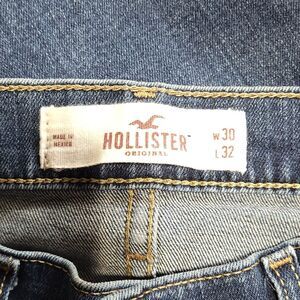 MADE IN
MEXICO
HOLLISTER
ORIGINAL
W 30
L 32